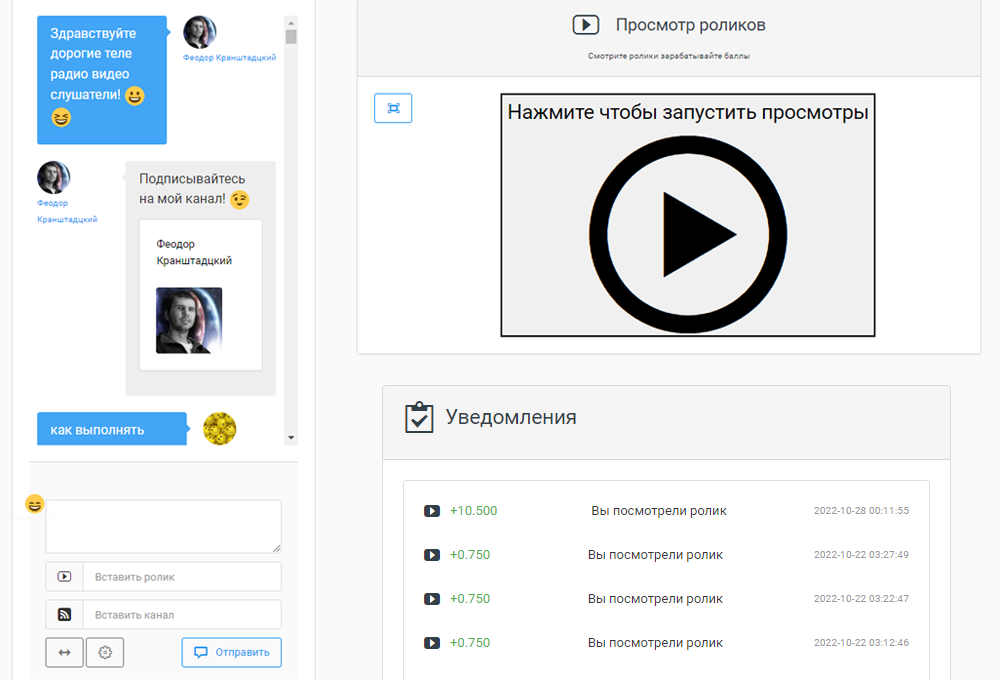 Здравствуйте
дорогие теле
радио видео
слушатели!
Феодор Кранштадцкий
Феодор
Кранштадцкий
Подписывайтесь
на мой канал!
Феодор
Кранштадцкий
как выполнять
Вставить ролик
Вставить канал
Отправить
Просмотр роликов
Смотрите ролики зарабатывайте баллы
Нажмите чтобы запустить просмотры
Уведомления
+10.500 Вы посмотрели ролик 2022-10-28 00:11:55
+0.750 Вы посмотрели ролик 2022-10-22 03:27:49
+0.750 Вы посмотрели ролик 2022-10-22 03:22:47
+0.750 Вы посмотрели ролик 2022-10-22 03:12:46